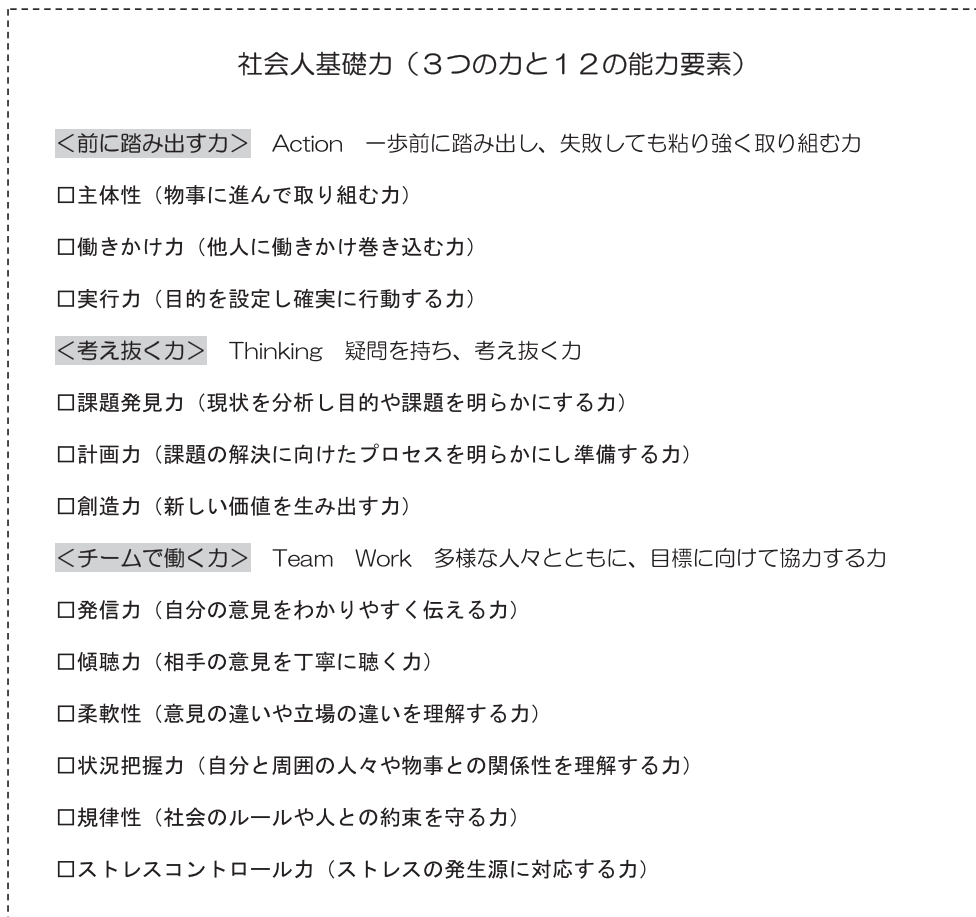 社会人基礎力（３つの力と１２の能力要素）
＜前に踏み出す力＞　Action　一歩前に踏み出し、失敗しても粘り強く取り組む力
□主体性（物事に進んで取り組む力）
□働きかけ力（他人に働きかけ巻き込む力）
□実行力（目的を設定し確実に行動する力）
＜考え抜く力＞　Thinking　疑問を持ち、考え抜く力
□課題発見力（現状を分析し目的や課題を明らかにする力）
□計画力（課題の解決に向けたプロセスを明らかにし準備する力）
□創造力（新しい価値を生み出す力）
＜チームで働く力＞　Team　Work　多様な人々とともに、目標に向けて協力する力
□発信力（自分の意見をわかりやすく伝える力）
□傾聴力（相手の意見を丁寧に聴く力）
□柔軟性（意見の違いや立場の違いを理解する力）
□状況把握力（自分と周囲の人々や物事との関係性を理解する力）
□規律性（社会のルールや人との約束を守る力）
□ストレスコントロール力（ストレスの発生源に対応する力）